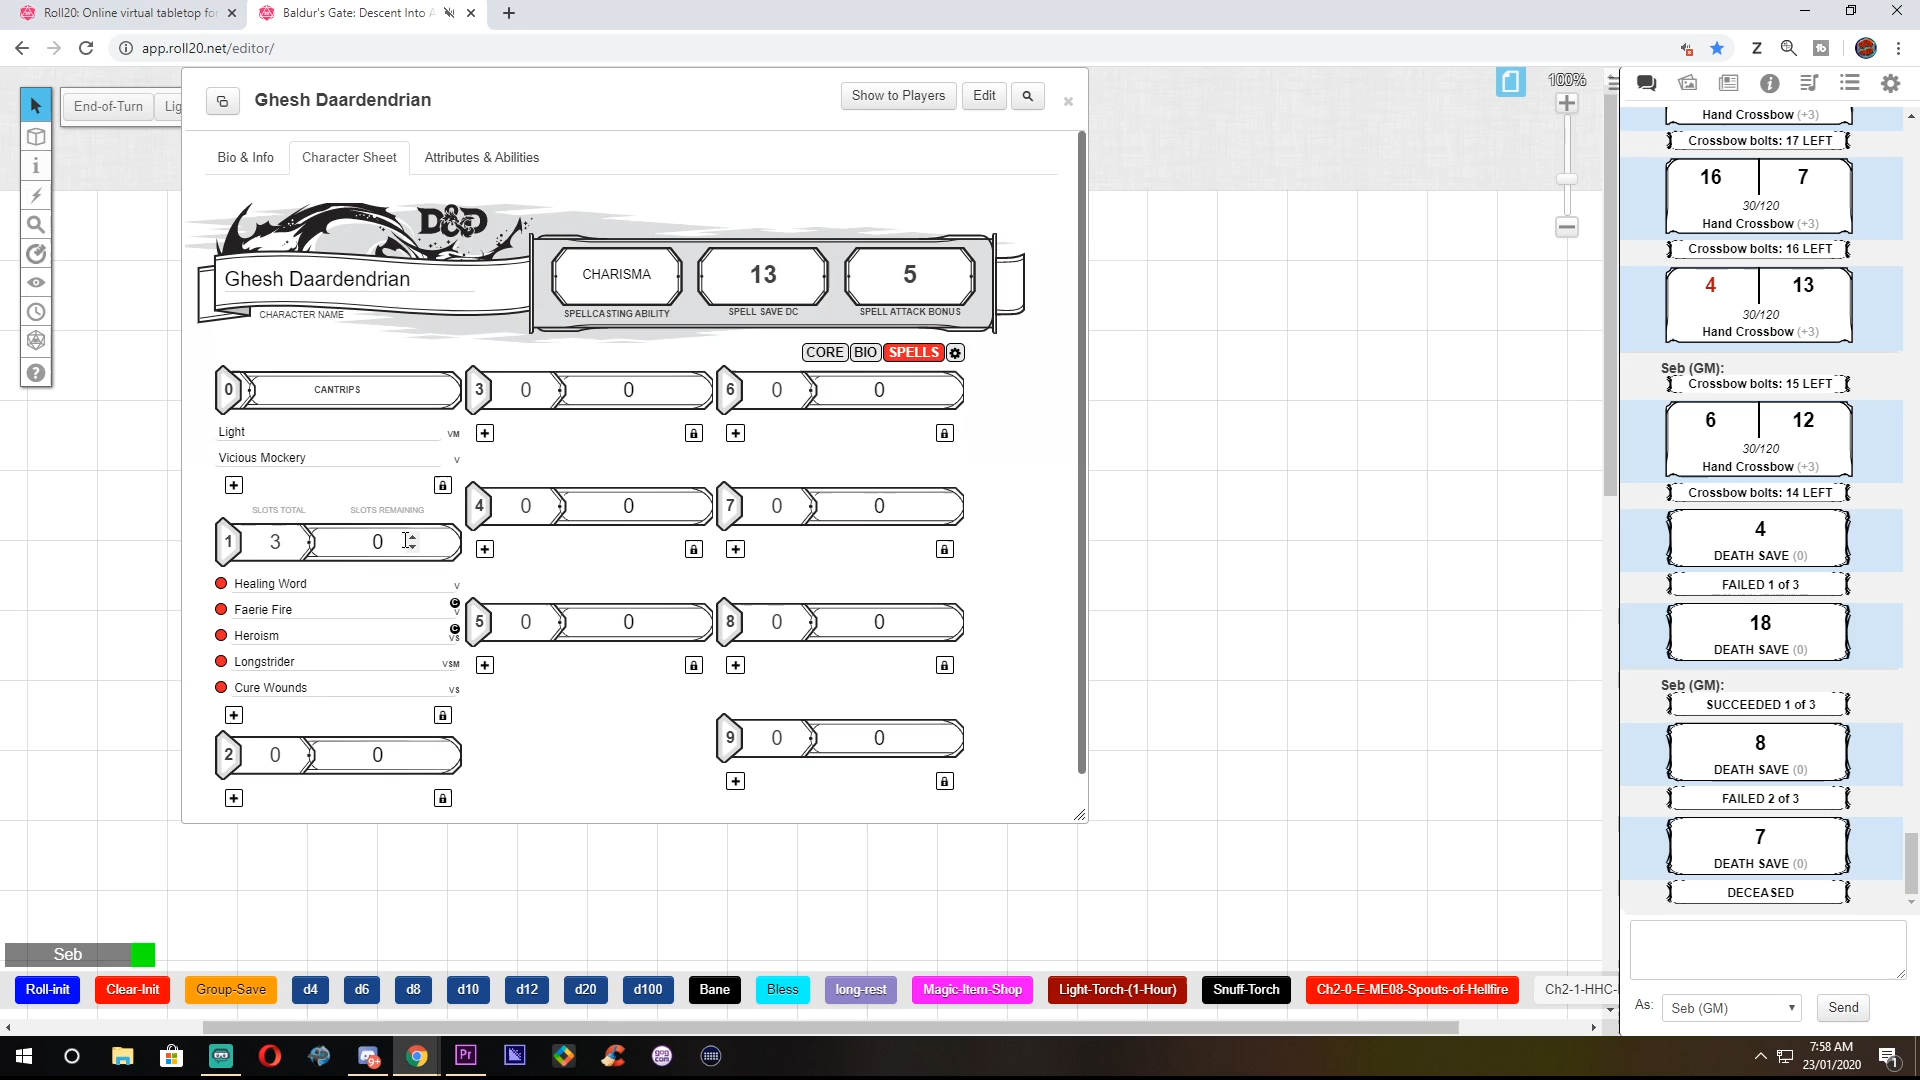 Roll20: Online virtual tabletop for
Baldur's Gate: Descent Into A
app.roll20.net/editor/
Z
End-of-Turn
Lig
Ghesh Daardendrian
Show to Players
Edit
Bio & Info
Character Sheet
Attributes & Abilities
D&D
Ghesh Daardendrian
CHARACTER NAME
CHARISMA
SPELLCASTING ABILITY
13
SPELL SAVE DC
5
SPELL ATTACK BONUS
CORE BIO SPELLS
0 CANTRIPS
Light VM
Vicious Mockery V
SLOTS TOTAL SLOTS REMAINING
1 3 0
Healing Word V
Faerie Fire C V
Heroism C VS
Longstrider VSM
Cure Wounds VS
2 0 0
3 0 0
4 0 0
5 0 0
6 0 0
7 0 0
8 0 0
9 0 0
100%
Hand Crossbow (+3)
Crossbow bolts: 17 LEFT
16 7
30/120
Hand Crossbow (+3)
Crossbow bolts: 16 LEFT
4 13
30/120
Hand Crossbow (+3)
Seb (GM):
Crossbow bolts: 15 LEFT
6 12
30/120
Hand Crossbow (+3)
Crossbow bolts: 14 LEFT
4
DEATH SAVE (0)
FAILED 1 of 3
18
DEATH SAVE (0)
Seb (GM):
SUCCEEDED 1 of 3
8
DEATH SAVE (0)
FAILED 2 of 3
7
DEATH SAVE (0)
DECEASED
As: Seb (GM) Send
Seb
Roll-init
Clear-Init
Group-Save
d4
d6
d8
d10
d12
d20
d100
Bane
Bless
long-rest
Magic-Item-Shop
Light-Torch-(1-Hour)
Snuff-Torch
Ch2-0-E-ME08-Spouts-of-Hellfire
Ch2-1-HHC-
9+
Pr
7:58 AM
23/01/2020
1